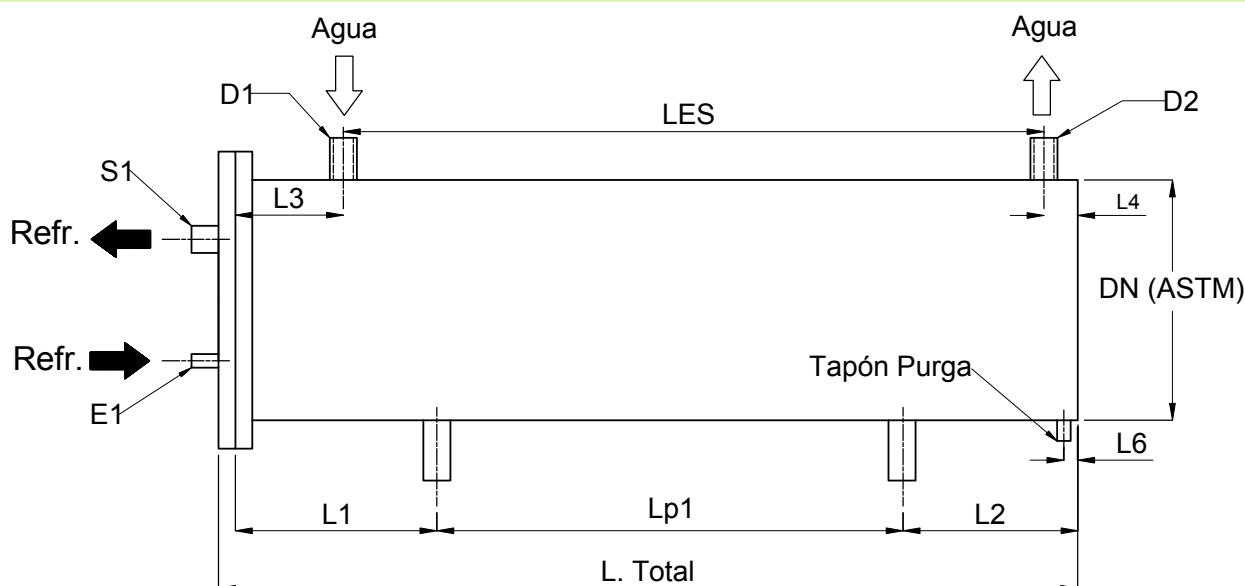 Agua
Agua
D1
LES
D2
S1
L3
L4
Refr.
DN (ASTM)
Refr.
Tapón Purga
E1
L6
L1
Lp1
L2
L. Total